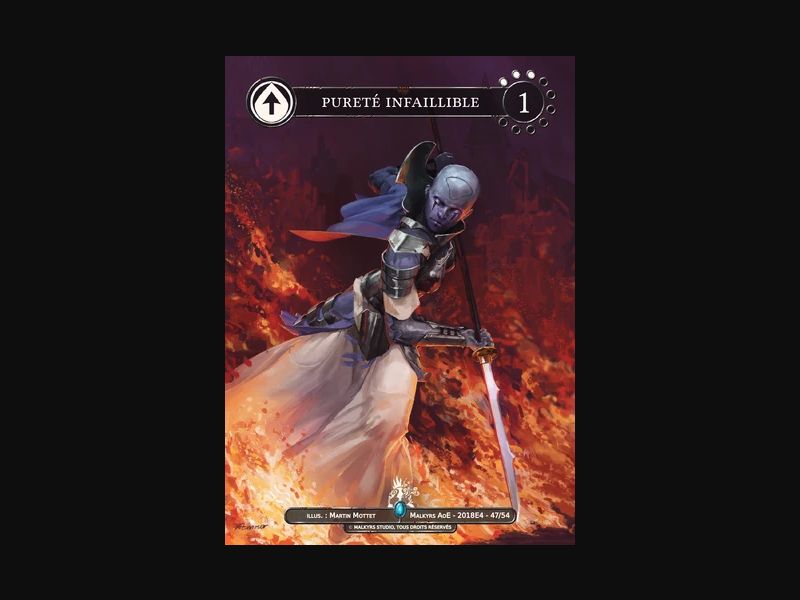 PURETÉ INFAILLIBLE
1
ILLUS. : MARTIN MOTTET
MALKYRS AOE - 2018E4 - 47/54
© MALKYRS STUDIO, TOUS DROITS RÉSERVÉS